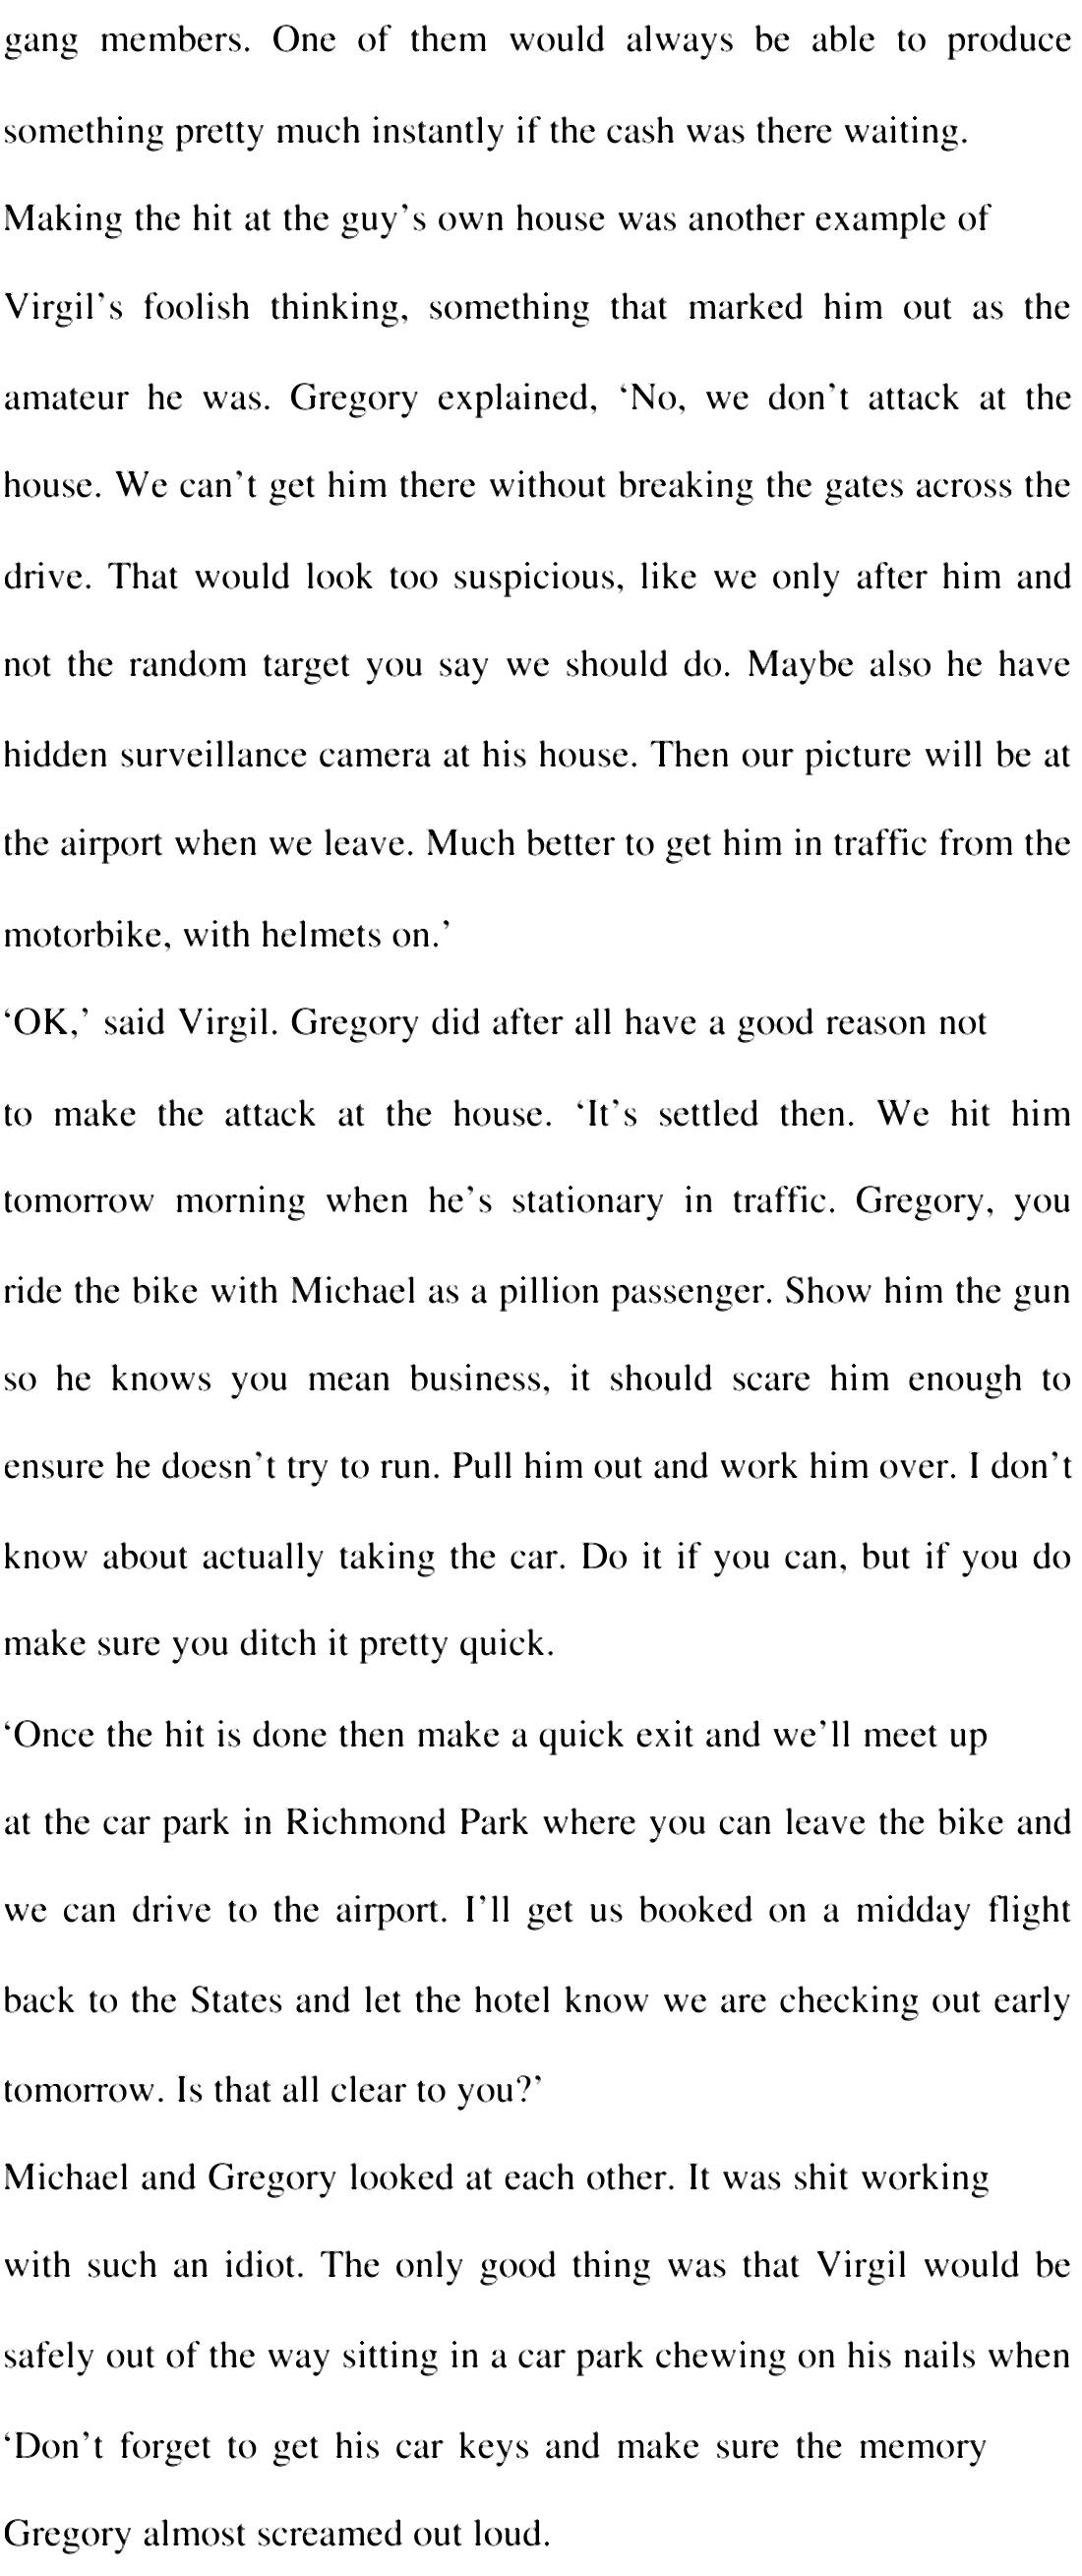 gang members. One of them would always be able to produce
something pretty much instantly if the cash was there waiting.
Making the hit at the guy’s own house was another example of
Virgil’s foolish thinking, something that marked him out as the
amateur he was. Gregory explained, ‘No, we don’t attack at the
house. We can’t get him there without breaking the gates across the
drive. That would look too suspicious, like we only after him and
not the random target you say we should do. Maybe also he have
hidden surveillance camera at his house. Then our picture will be at
the airport when we leave. Much better to get him in traffic from the
motorbike, with helmets on.’
‘OK,’ said Virgil. Gregory did after all have a good reason not
to make the attack at the house. ‘It’s settled then. We hit him
tomorrow morning when he’s stationary in traffic. Gregory, you
ride the bike with Michael as a pillion passenger. Show him the gun
so he knows you mean business, it should scare him enough to
ensure he doesn’t try to run. Pull him out and work him over. I don’t
know about actually taking the car. Do it if you can, but if you do
make sure you ditch it pretty quick.
‘Once the hit is done then make a quick exit and we’ll meet up
at the car park in Richmond Park where you can leave the bike and
we can drive to the airport. I’ll get us booked on a midday flight
back to the States and let the hotel know we are checking out early
tomorrow. Is that all clear to you?’
Michael and Gregory looked at each other. It was shit working
with such an idiot. The only good thing was that Virgil would be
safely out of the way sitting in a car park chewing on his nails when
‘Don’t forget to get his car keys and make sure the memory
Gregory almost screamed out loud.